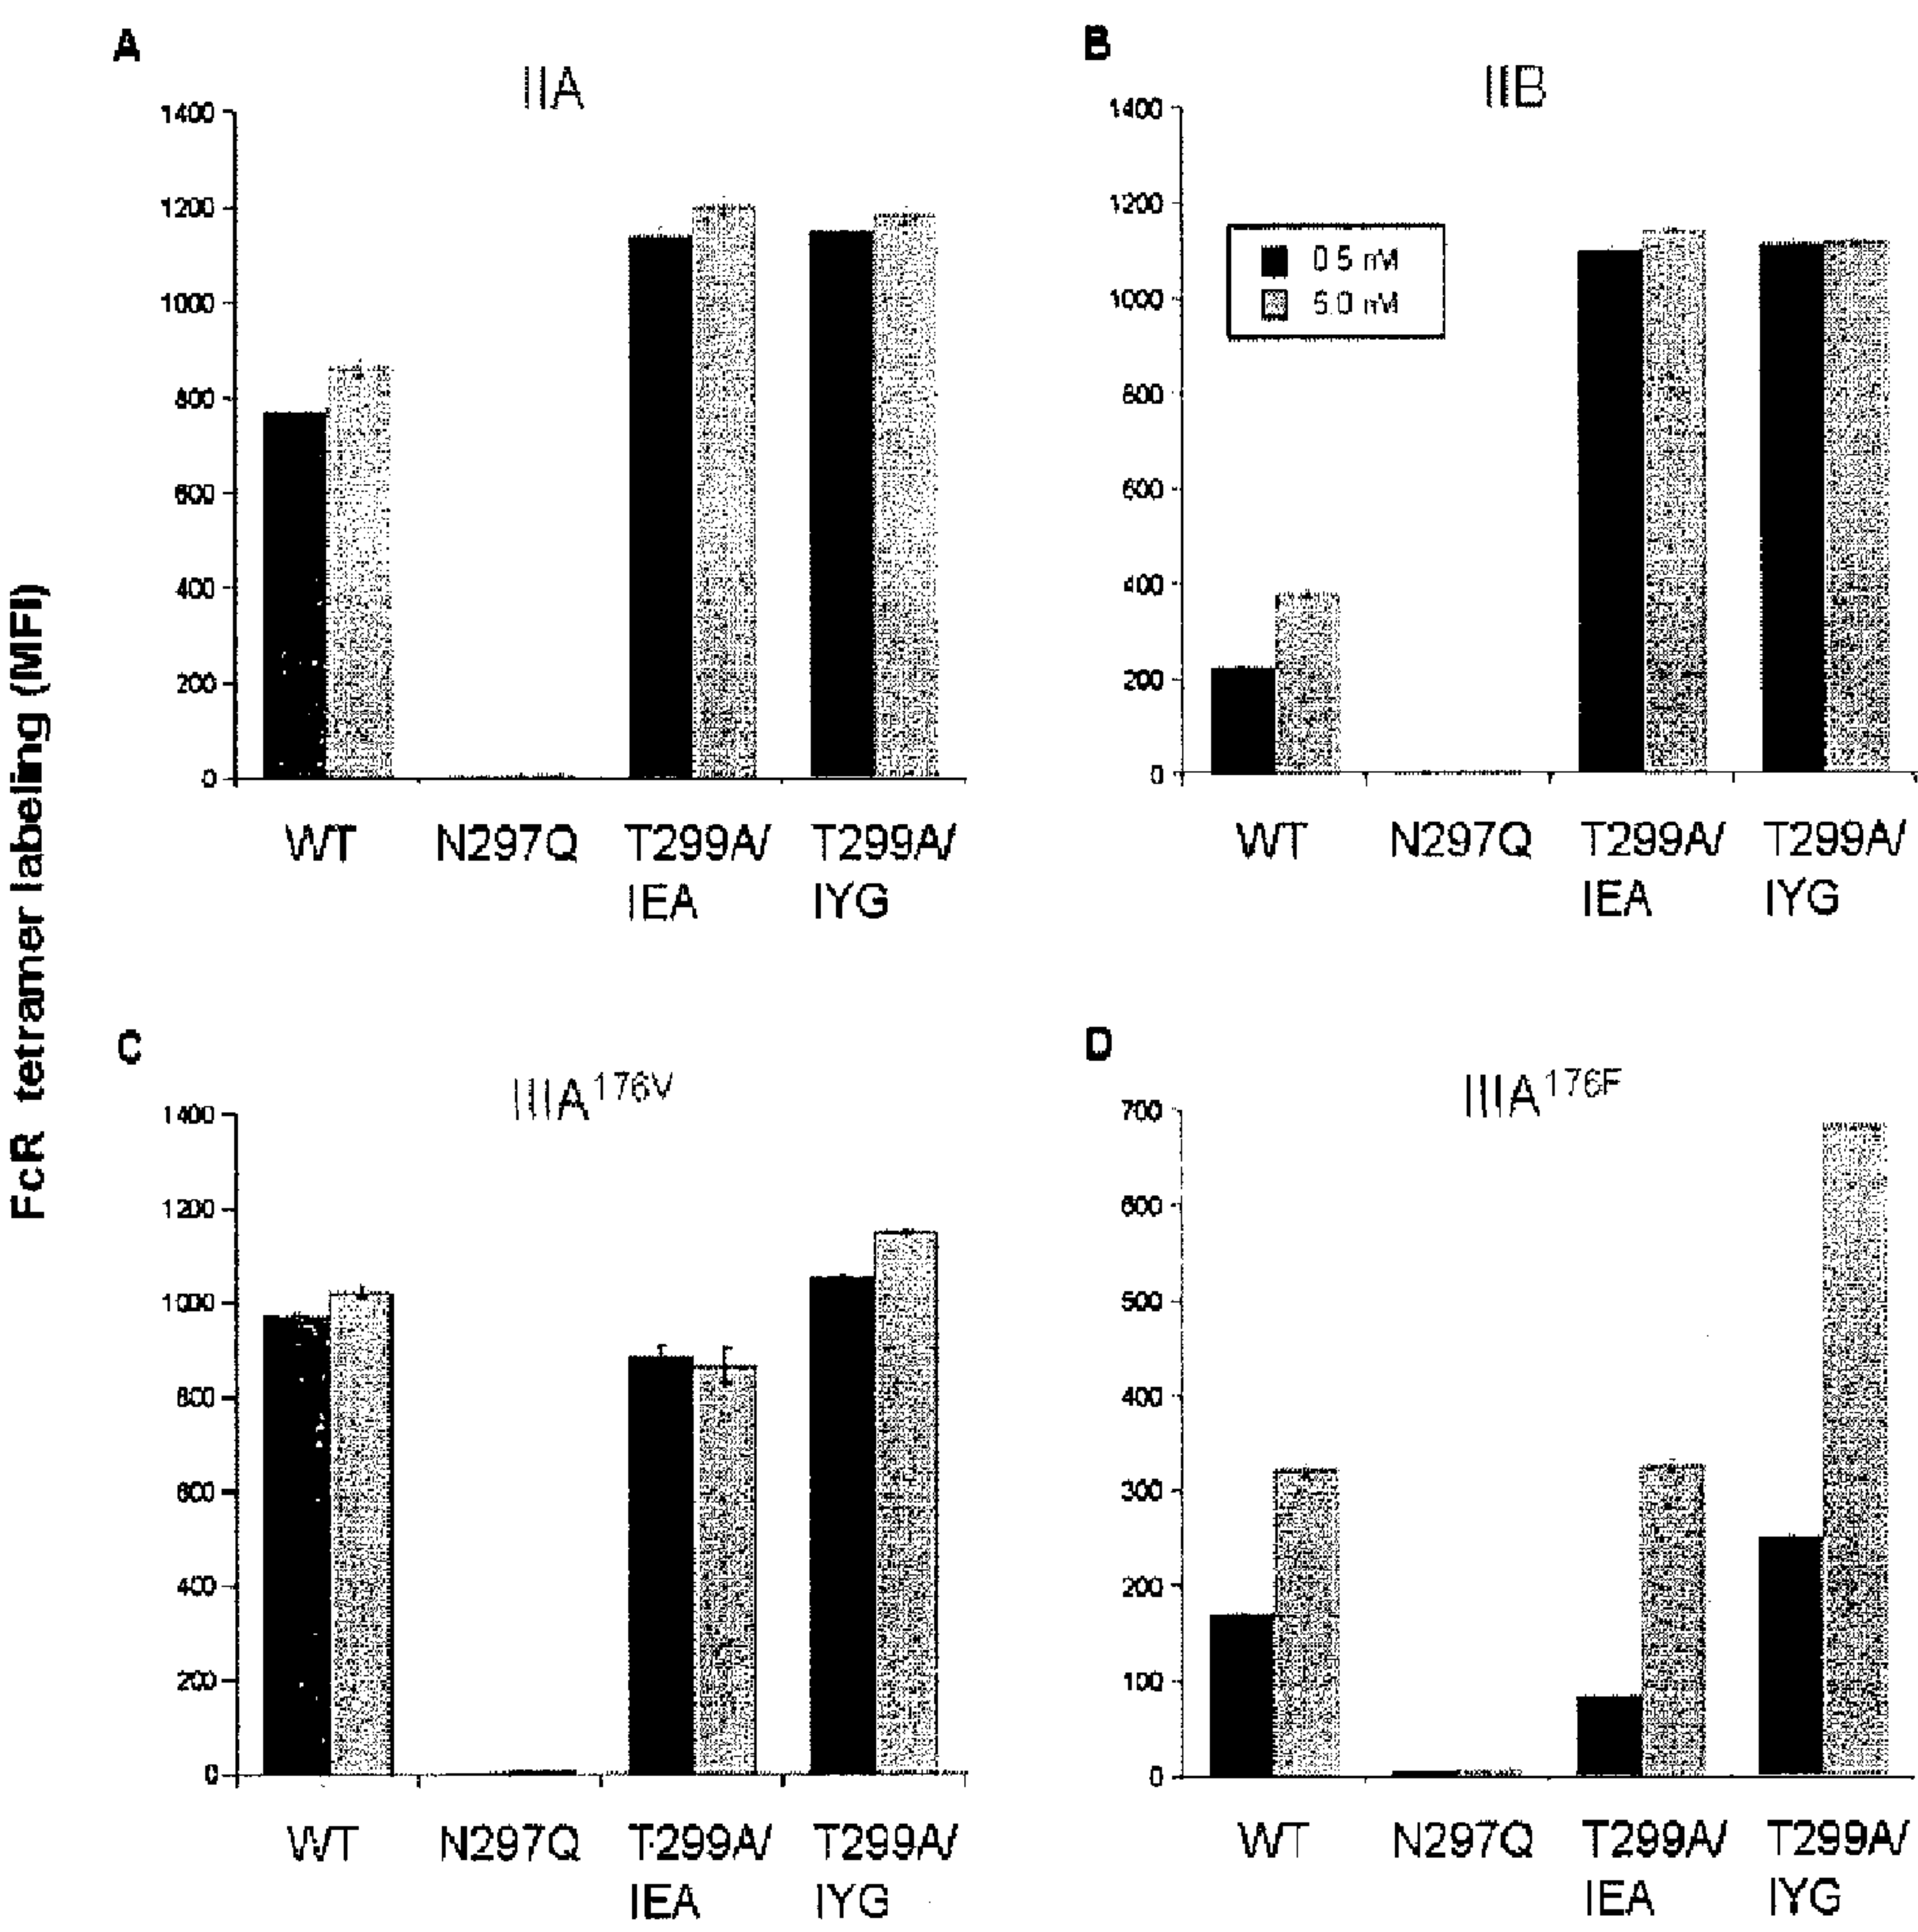 FcR tetramer labeling (MFI)
A
IIA
1400
1200
1000
800
600
400
200
0
WT N297Q T299A/ T299A/
IEA IYG
B
IIB
1400
1200
1000
800
600
400
200
0
0.5 nM
5.0 nM
WT N297Q T299A/ T299A/
IEA IYG
C
IIIA176V
1400
1200
1000
800
600
400
200
0
WT N297Q T299A/ T299A/
IEA IYG
D
IIIA176F
700
600
500
400
300
200
100
0
WT N297Q T299A/ T299A/
IEA IYG